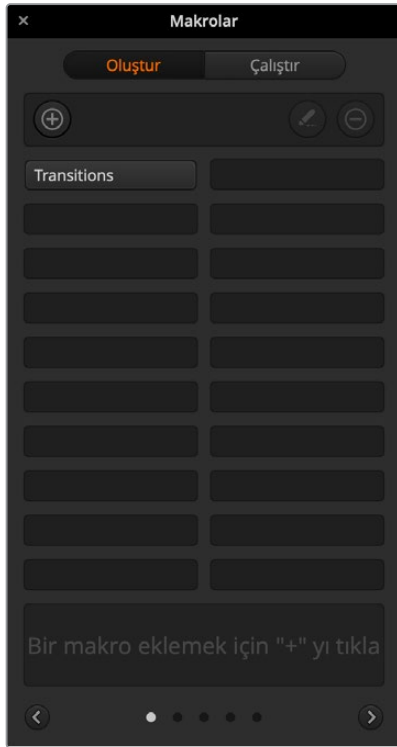 Makrolar
Oluştur Çalıştır
Transitions
Bir makro eklemek için "+" yı tıkla